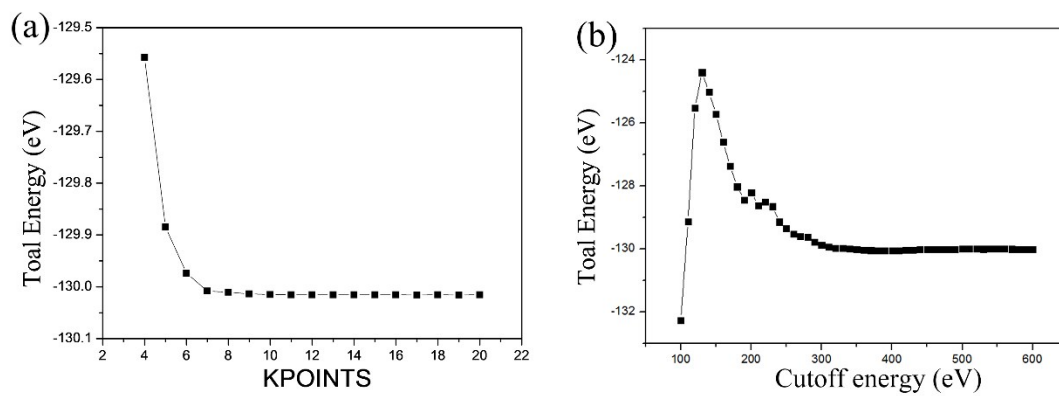 (a)
Toal Energy (eV)
-129.5
-129.6
-129.7
-129.8
-129.9
-130.0
-130.1
2 4 6 8 10 12 14 16 18 20 22
KPOINTS
(b)
Toal Energy (eV)
-124
-126
-128
-130
-132
100 200 300 400 500 600
Cutoff energy (eV)